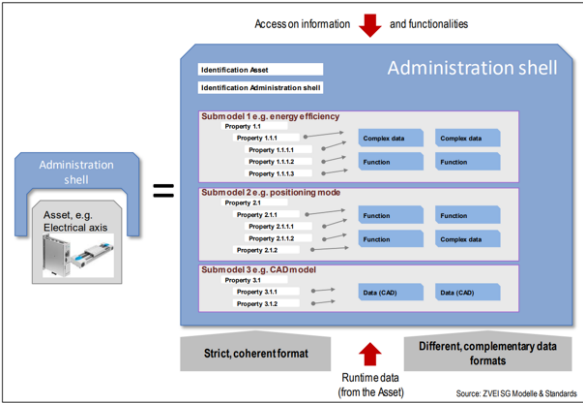 Access on information and functionalities
Administration shell
Identification Asset
Identification Administration shell
Submodel 1 e.g. energy efficiency
Property 1.1
Property 1.1.1
Property 1.1.1.1
Property 1.1.1.2
Property 1.1.1.3
Complex data
Complex data
Function
Function
Administration
shell
Asset, e.g.
Electrical axis
=
Submodel 2 e.g. positioning mode
Property 2.1
Property 2.1.1
Property 2.1.1.1
Property 2.1.1.2
Property 2.1.2
Function
Function
Function
Complex data
Submodel 3 e.g. CAD model
Property 3.1
Property 3.1.1
Property 3.1.2
Data (CAD)
Data (CAD)
Strict, coherent format
Different, complementary data
formats
Runtime data
(from the Asset)
Source: ZVEI SG Modelle & Standards